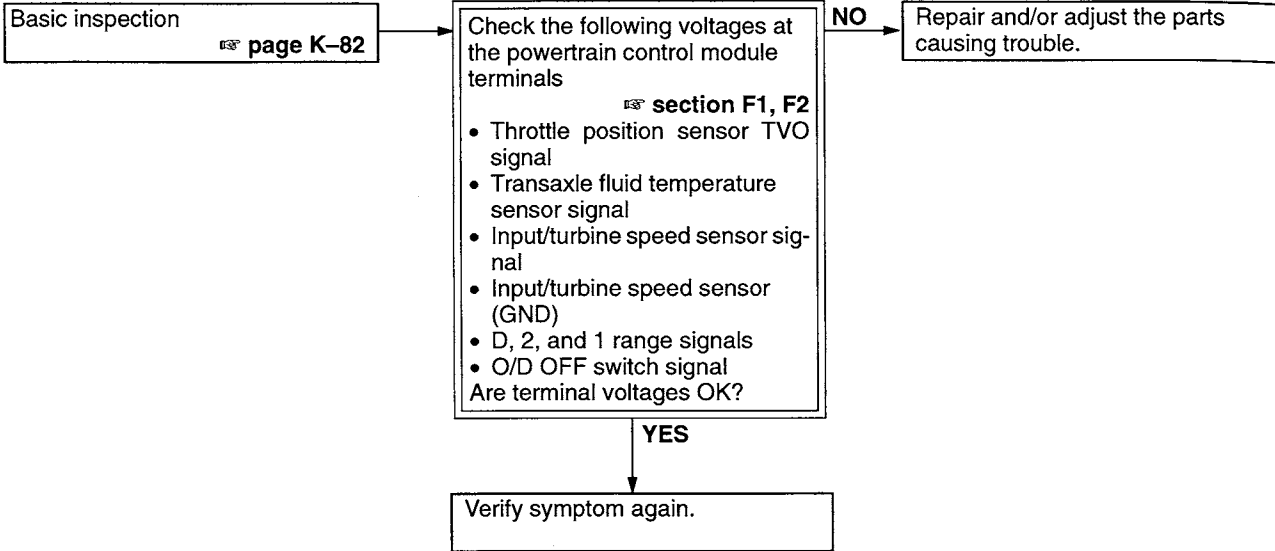 Basic inspection
☞ page K–82
Check the following voltages at
the powertrain control module
terminals
☞ section F1, F2
• Throttle position sensor TVO
signal
• Transaxle fluid temperature
sensor signal
• Input/turbine speed sensor sig-
nal
• Input/turbine speed sensor
(GND)
• D, 2, and 1 range signals
• O/D OFF switch signal
Are terminal voltages OK?
NO
Repair and/or adjust the parts
causing trouble.
YES
Verify symptom again.